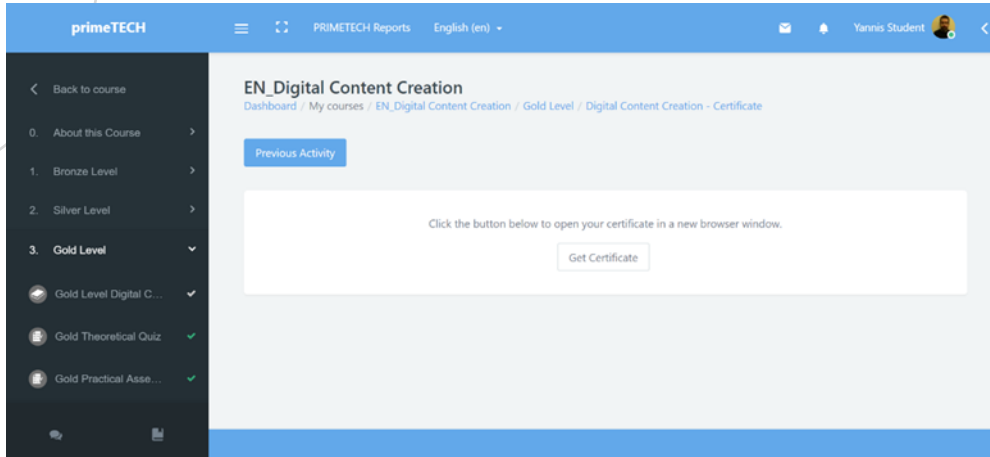 primeTECH
PRIMETECH Reports English (en)
Yannis Student
Back to course
0. About this Course
1. Bronze Level
2. Silver Level
3. Gold Level
Gold Level Digital C...
Gold Theoretical Quiz
Gold Practical Asse...
EN_Digital Content Creation
Dashboard / My courses / EN_Digital Content Creation / Gold Level / Digital Content Creation - Certificate
Previous Activity
Click the button below to open your certificate in a new browser window.
Get Certificate